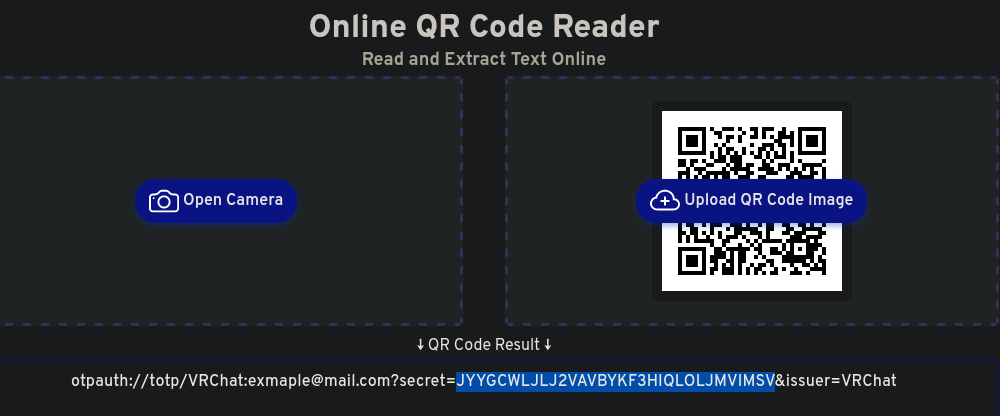 Online QR Code Reader
Read and Extract Text Online
Open Camera
Upload QR Code Image
↓ QR Code Result ↓
otpauth://totp/VRChat:exmaple@mail.com?secret=JYYGCWLJLJ2VAVBYKF3HIQLOLJMVIMSV&issuer=VRChat